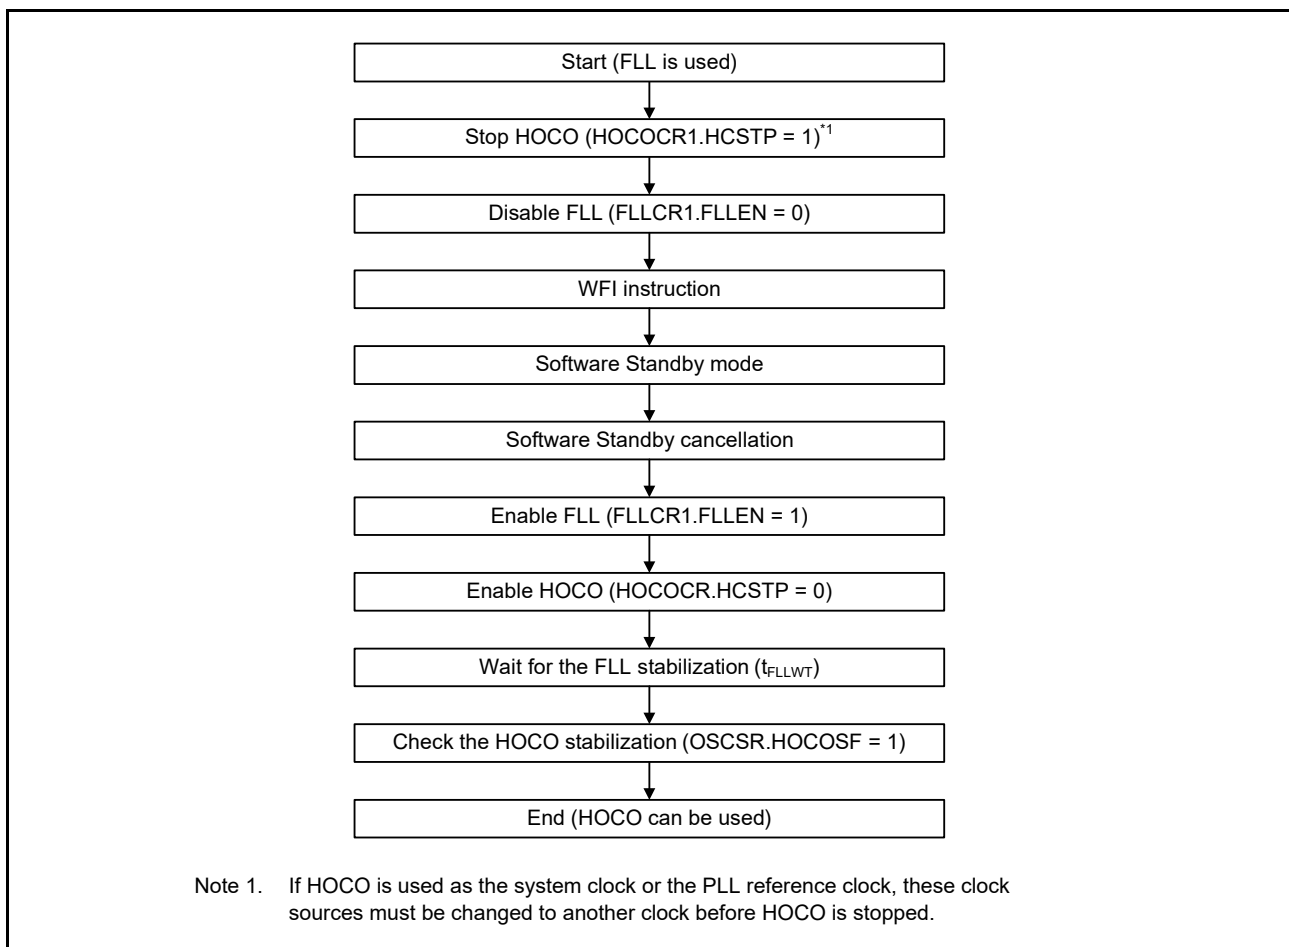 Start (FLL is used)
Stop HOCO (HOCOCR1.HCSTP = 1)*1
Disable FLL (FLLCR1.FLLEN = 0)
WFI instruction
Software Standby mode
Software Standby cancellation
Enable FLL (FLLCR1.FLLEN = 1)
Enable HOCO (HOCOCR.HCSTP = 0)
Wait for the FLL stabilization (tFLLWT)
Check the HOCO stabilization (OSCSR.HOCOSF = 1)
End (HOCO can be used)
Note 1. If HOCO is used as the system clock or the PLL reference clock, these clock
sources must be changed to another clock before HOCO is stopped.